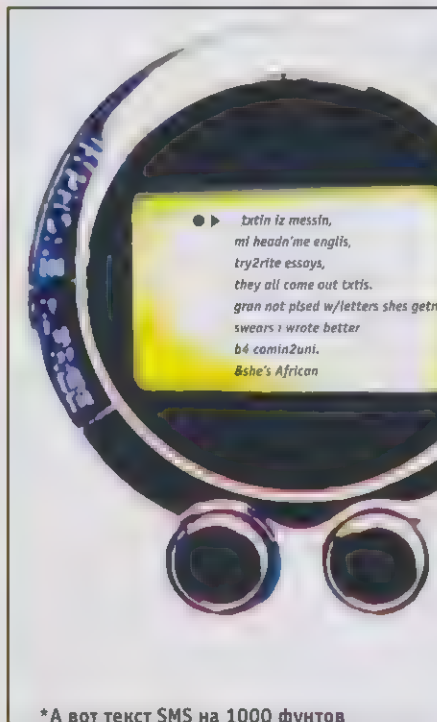 txtin iz messin,
mi headn'me englis,
try2rite essays,
they all come out txtis.
gran not plsed w/letters shes getn
swears i wrote better
b4 comin2uni.
&she's African
*А вот текст SMS на 1000 фунтов